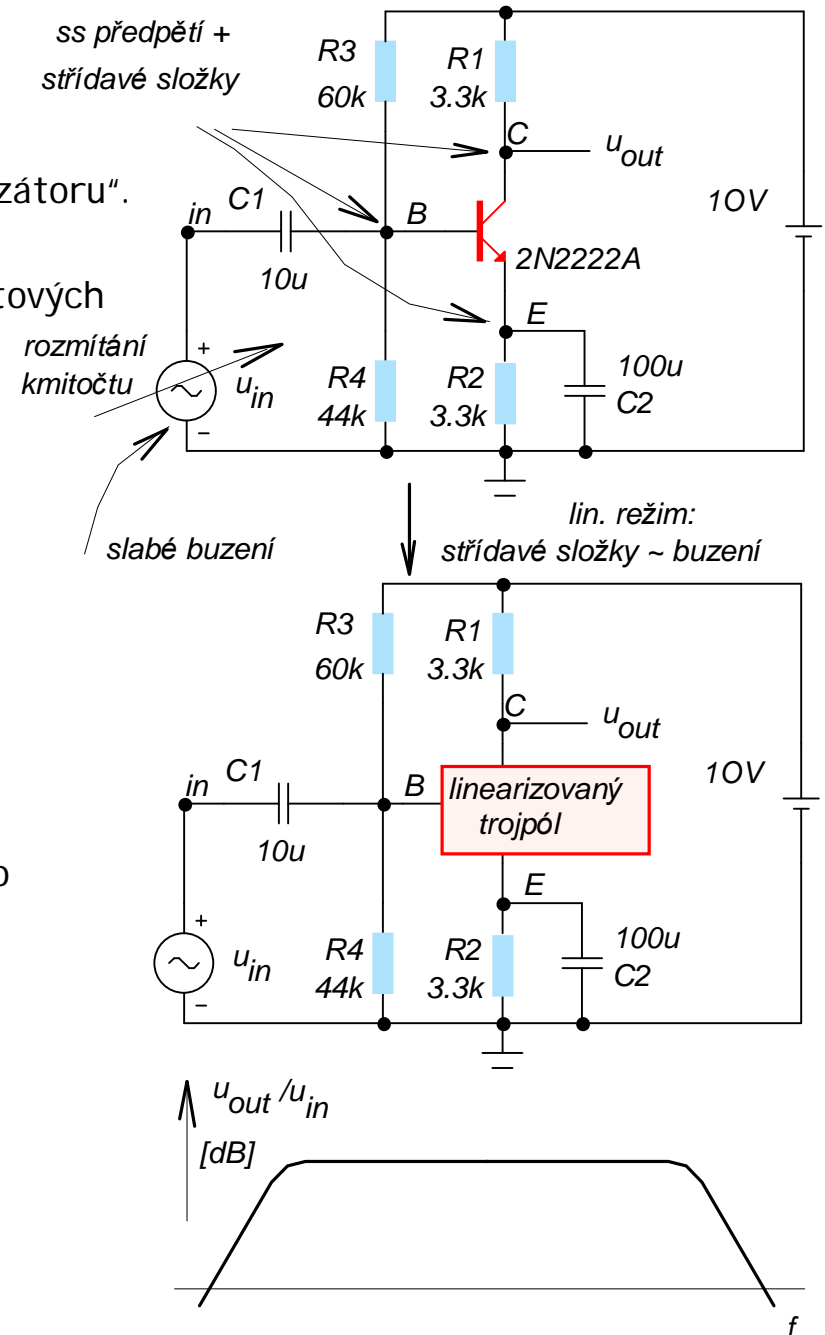 ss předpětí +
střídavé složky
zátoru“.
tových
rozmítání
kmitočtu
R3
60k
R1
3.3k
C
u_out
10V
in
C1
10u
B
2N2222A
E
+
u_in
−
R4
44k
R2
3.3k
100u
C2
slabé buzení
lin. režim:
střídavé složky ~ buzení
R3
60k
R1
3.3k
C
u_out
10V
in
C1
10u
B
linearizovaný
trojpól
o
E
+
u_in
−
R4
44k
R2
3.3k
100u
C2
u_out /u_in
[dB]
f